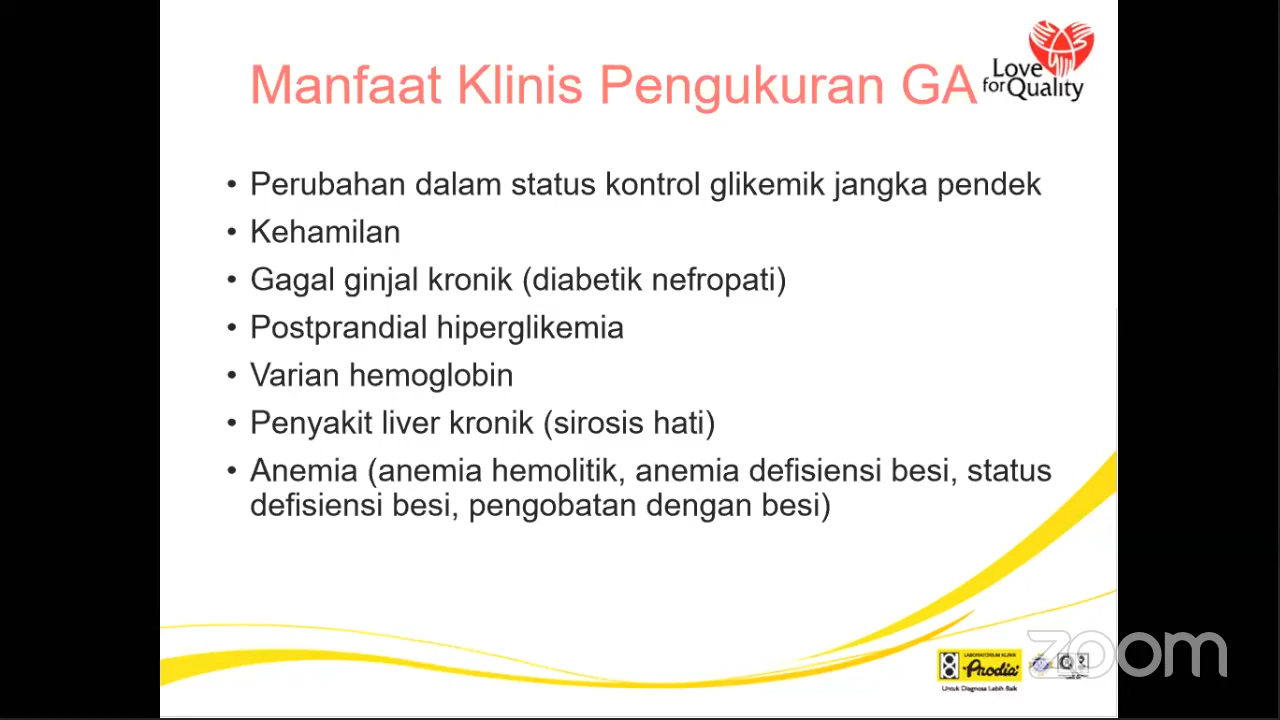 Manfaat Klinis Pengukuran GA
Love
for Quality
• Perubahan dalam status kontrol glikemik jangka pendek
• Kehamilan
• Gagal ginjal kronik (diabetik nefropati)
• Postprandial hiperglikemia
• Varian hemoglobin
• Penyakit liver kronik (sirosis hati)
• Anemia (anemia hemolitik, anemia defisiensi besi, status
defisiensi besi, pengobatan dengan besi)
zoom
LABORATORIUM KLINIK
Prodia
Untuk Diagnosa Lebih Baik